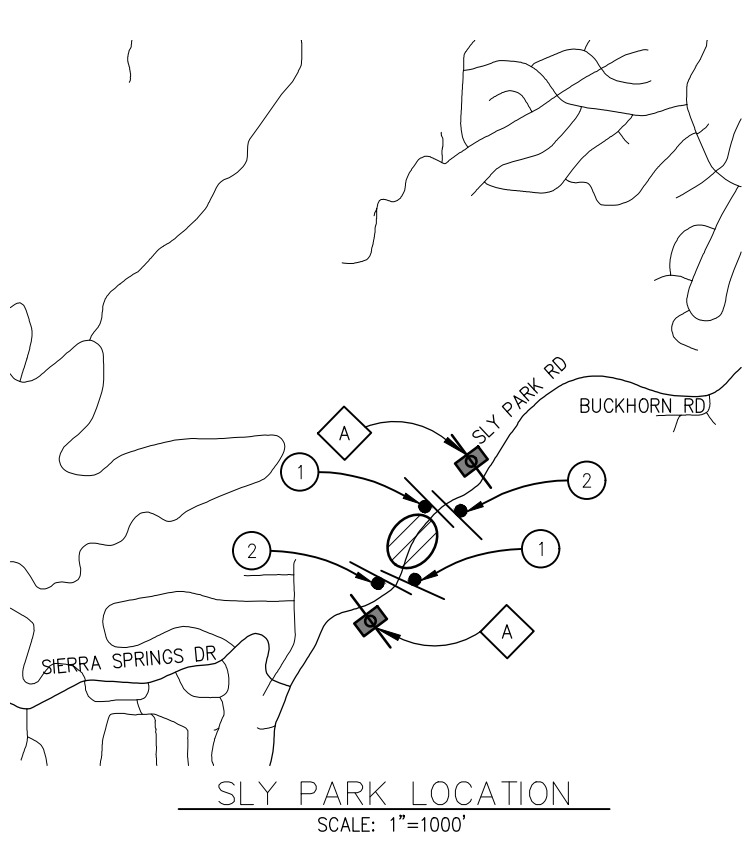 SLY PARK RD
BUCKHORN RD
A
1
2
2
1
A
SIERRA SPRINGS DR
SLY PARK LOCATION
SCALE: 1"=1000'